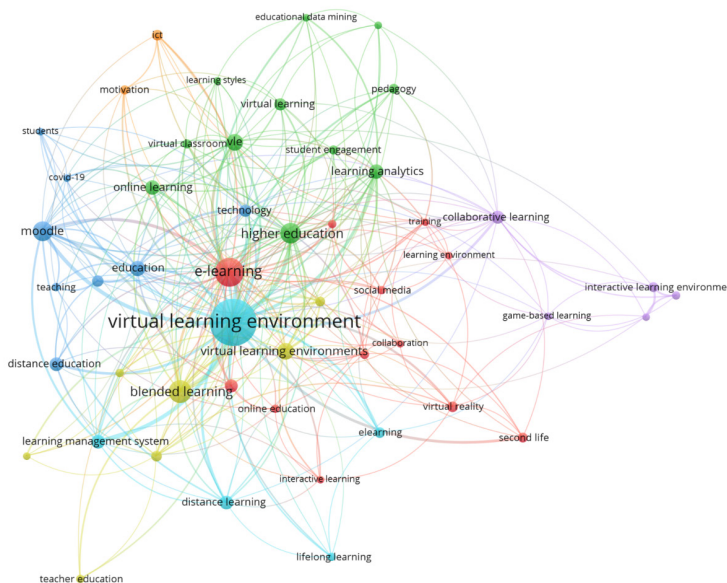 educational data mining
ict
learning styles
pedagogy
motivation
virtual learning
students
virtual classroom
vle
student engagement
covid-19
learning analytics
online learning
technology
training
collaborative learning
moodle
higher education
learning environment
education
e-learning
teaching
social media
interactive learning environme
game-based learning
virtual learning environment
collaboration
virtual learning environments
distance education
blended learning
online education
virtual reality
elearning
second life
learning management system
interactive learning
distance learning
lifelong learning
teacher education